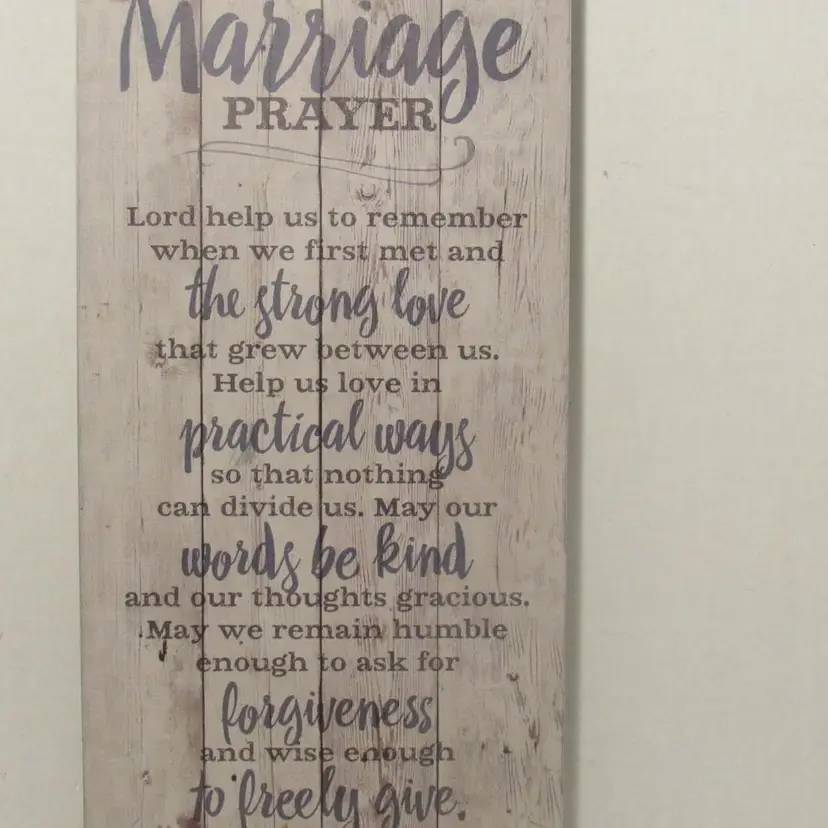 Marriage
PRAYER
Lord help us to remember
when we first met and
the strong love
that grew between us.
Help us love in
practical ways
so that nothing
can divide us. May our
words be kind
and our thoughts gracious.
May we remain humble
enough to ask for
forgiveness
and wise enough
to freely give.